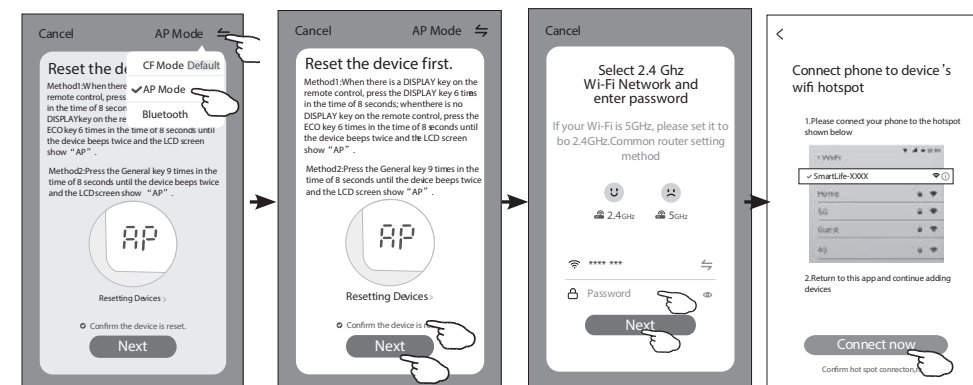 Cancel AP Mode
Reset the de
CF Mode Default
AP Mode
Bluetooth
Method1:When there
remote control, press
in the time of 8 secon
DISPLAY key on the re
ECO key 6 times in the time of 8 seconds until
the device beeps twice and the LCD screen
show “AP”.
Method2:Press the General key 9 times in the
time of 8 seconds until the device beeps twice
and the LCD screen show “AP”.
AP
Resetting Devices >
Confirm the device is reset.
Next
Cancel AP Mode
Reset the device first.
Method1:When there is a DISPLAY key on the
remote control, press the DISPLAY key 6 times
in the time of 8 seconds; whenthere is no
DISPLAY key on the remote control, press the
ECO key 6 times in the time of 8 seconds until
the device beeps twice and the LCD screen
show “AP”.
Method2:Press the General key 9 times in the
time of 8 seconds until the device beeps twice
and the LCD screen show “AP”.
AP
Resetting Devices >
Confirm the device is
Next
Cancel
Select 2.4 Ghz
Wi-Fi Network and
enter password
If your Wi-Fi is 5GHz, please set it to
bo 2.4GHz.Common router setting
method
2.4GHz 5GHz
**** ***
Password
Next
<
Connect phone to device's
wifi hotspot
1.Please connect your phone to the hotspot
shown below
< WiFi
SmartLife-XXXX
Home
5G
Guest
4G
2.Return to this app and continue adding
devices
Connect now
Confirm hot spot connecton,